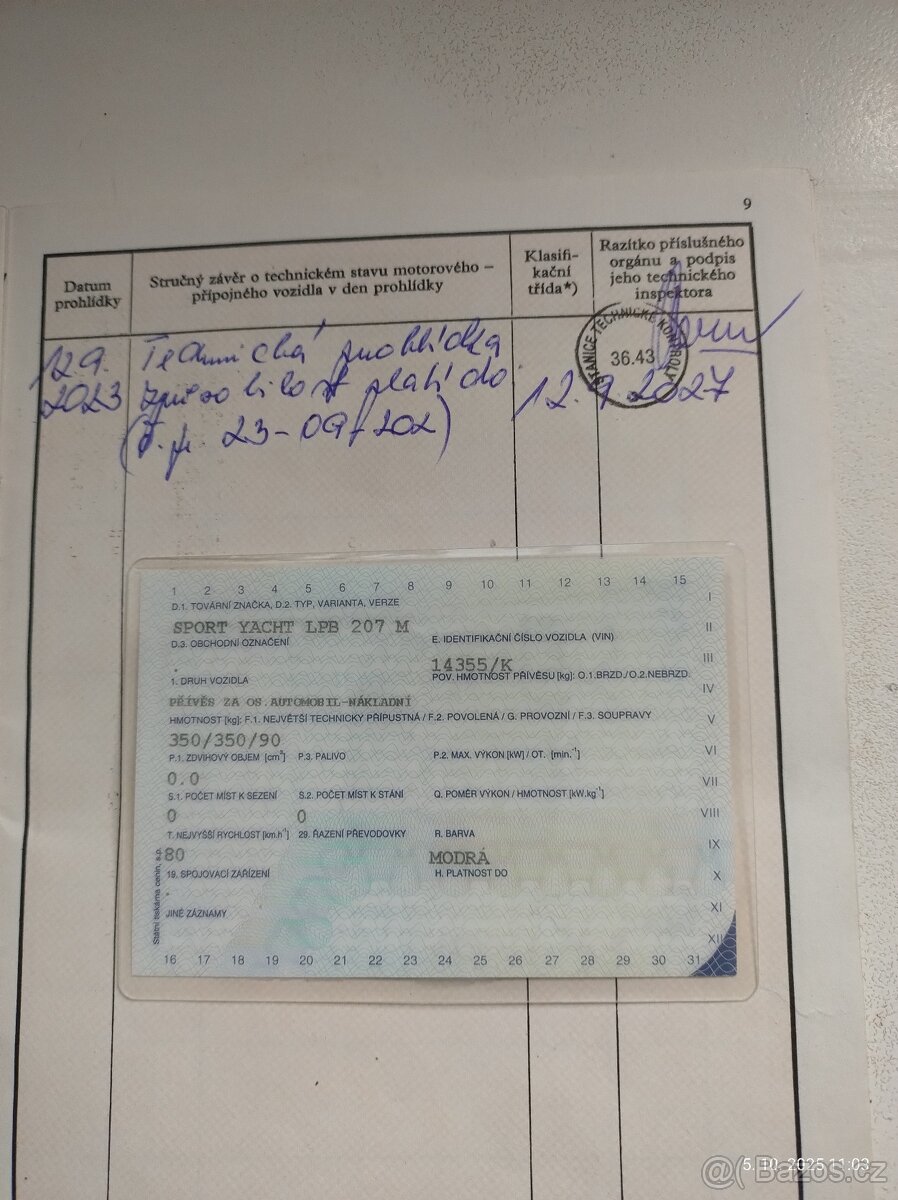 9
Datum
prohlídky
Stručný závěr o technickém stavu motorového –
přípojného vozidla v den prohlídky
Klasifi-
kační
třída*)
Razítko příslušného
orgánu a podpis
jeho technického
inspektora
12.9.
2023
Technická prohlídka
způsobilost platí do 12.9.2027
23-09/202)
STANICE TECHNICKÉ KONTROLY
36.43
1 2 3 4 5 6 7 8 9 10 11 12 13 14 15
D.1. TOVÁRNÍ ZNAČKA, D.2. TYP, VARIANTA, VERZE
SPORT YACHT LPB 207 M
D.3. OBCHODNÍ OZNAČENÍ
E. IDENTIFIKAČNÍ ČÍSLO VOZIDLA (VIN)
14355/K
1. DRUH VOZIDLA
POV. HMOTNOST PŘÍVĚSU [kg]: O.1.BRZD./O.2.NEBRZD.
PŘÍVĚS ZA OS.AUTOMOBIL-NÁKLADNÍ
HMOTNOST [kg]: F.1. NEJVĚTŠÍ TECHNICKY PŘÍPUSTNÁ / F.2. POVOLENÁ / G. PROVOZNÍ / F.3. SOUPRAVY
350/350/90
P.1. ZDVIHOVÝ OBJEM [cm³] P.3. PALIVO P.2. MAX. VÝKON [kW] / OT. [min.⁻¹]
0.0
S.1. POČET MÍST K SEZENÍ S.2. POČET MÍST K STÁNÍ Q. POMĚR VÝKON / HMOTNOST [kW.kg⁻¹]
0 0
T. NEJVYŠŠÍ RYCHLOST [km.h⁻¹] 29. ŘAZENÍ PŘEVODOVKY R. BARVA
80 MODRÁ
19. SPOJOVACÍ ZAŘÍZENÍ H. PLATNOST DO
JINÉ ZÁZNAMY
16 17 18 19 20 21 22 23 24 25 26 27 28 29 30 31
I
II
III
IV
V
VI
VII
VIII
IX
X
XI
XII
Státní tiskárna cenin, s.p.
5. 10. 2025 11:03
@Bazos.cz